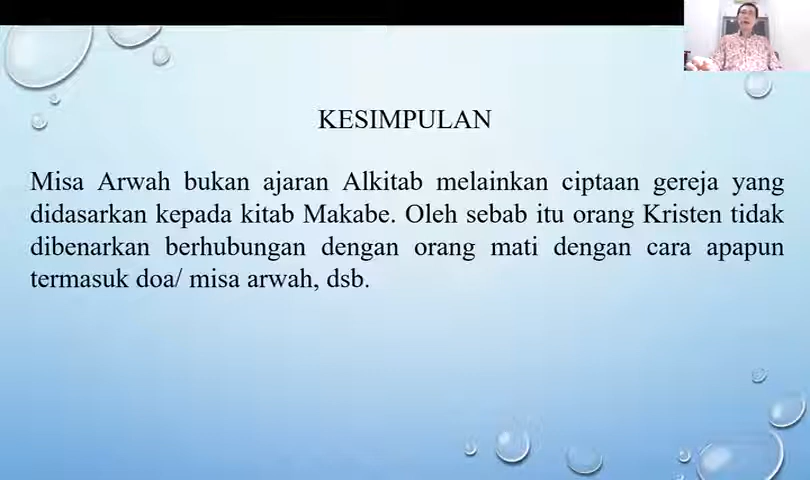 KESIMPULAN
Misa Arwah bukan ajaran Alkitab melainkan ciptaan gereja yang
didasarkan kepada kitab Makabe. Oleh sebab itu orang Kristen tidak
dibenarkan berhubungan dengan orang mati dengan cara apapun
termasuk doa/ misa arwah, dsb.